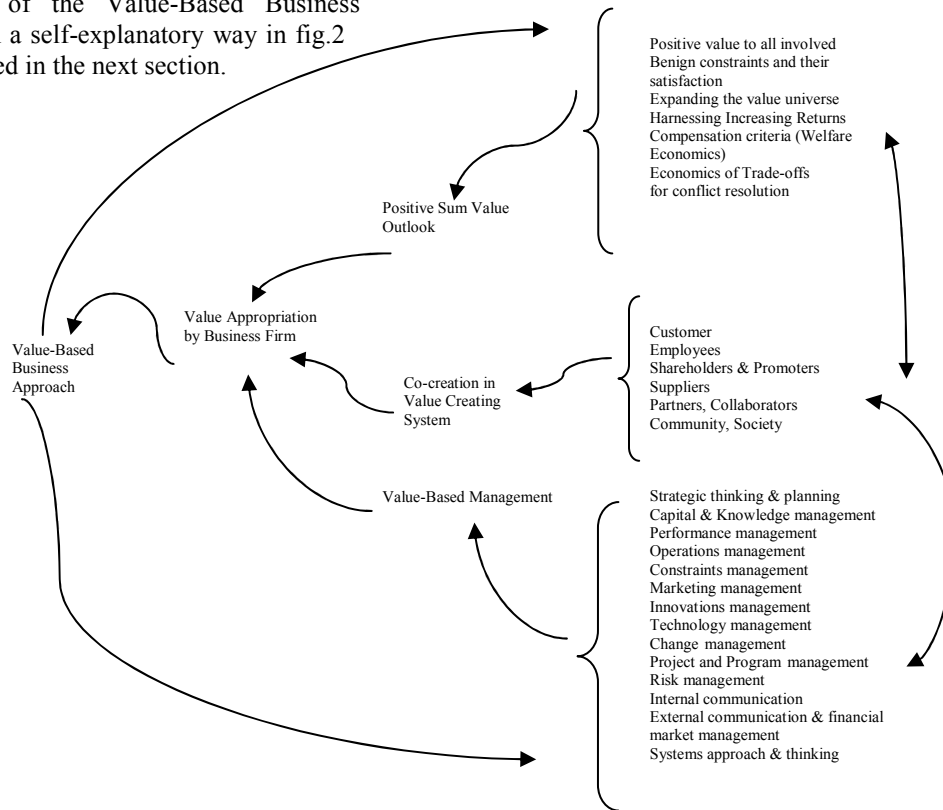 of the Value-Based Business
a self-explanatory way in fig.2
ed in the next section.
Positive value to all involved
Benign constraints and their
satisfaction
Expanding the value universe
Harnessing Increasing Returns
Compensation criteria (Welfare
Economics)
Economics of Trade-offs
for conflict resolution
Positive Sum Value
Outlook
Value Appropriation
by Business Firm
Value-Based
Business
Approach
Customer
Employees
Shareholders & Promoters
Suppliers
Partners, Collaborators
Community, Society
Co-creation in
Value Creating
System
Value-Based Management
Strategic thinking & planning
Capital & Knowledge management
Performance management
Operations management
Constraints management
Marketing management
Innovations management
Technology management
Change management
Project and Program management
Risk management
Internal communication
External communication & financial
market management
Systems approach & thinking